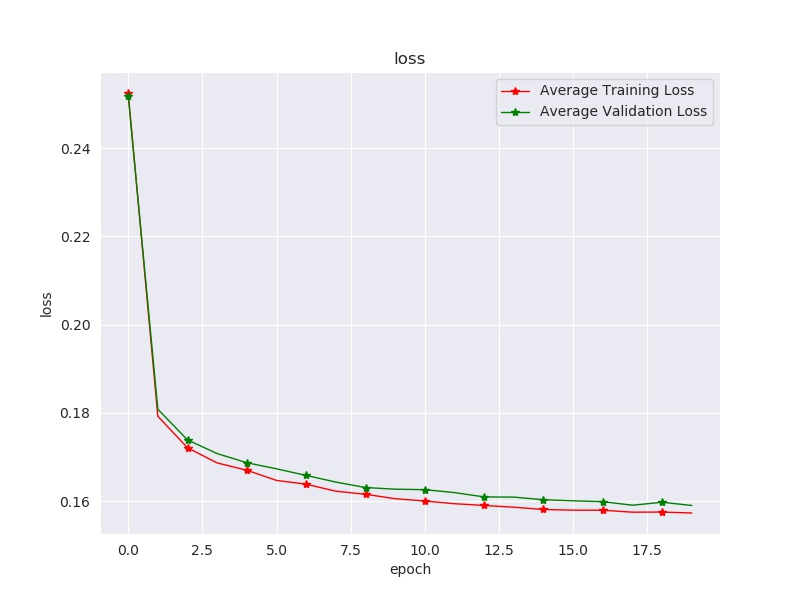 loss
Average Training Loss
Average Validation Loss
loss
0.24
0.22
0.20
0.18
0.16
0.0 2.5 5.0 7.5 10.0 12.5 15.0 17.5
epoch